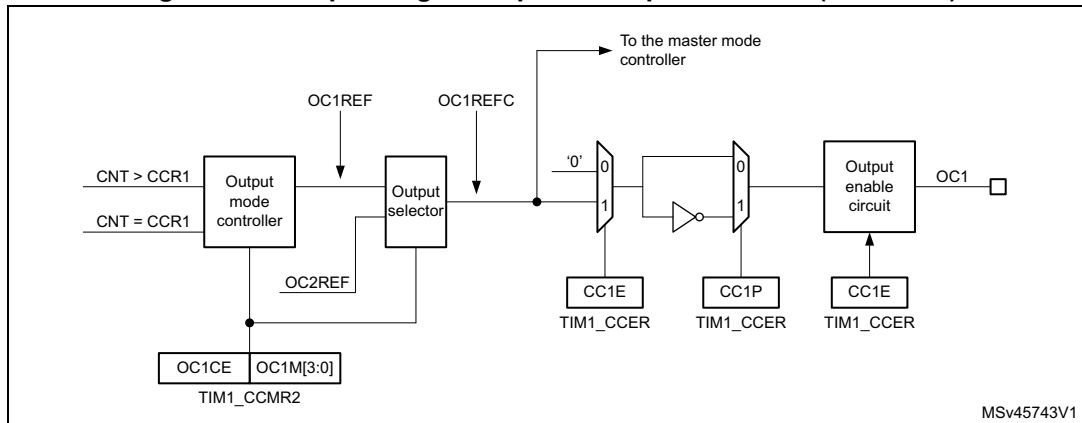 To the master mode
controller
OC1REF
OC1REFC
CNT > CCR1
CNT = CCR1
Output
mode
controller
Output
selector
OC2REF
'0'
0
1
0
1
Output
enable
circuit
OC1
CC1E
TIM1_CCER
CC1P
TIM1_CCER
CC1E
TIM1_CCER
OC1CE
OC1M[3:0]
TIM1_CCMR2
MSv45743V1